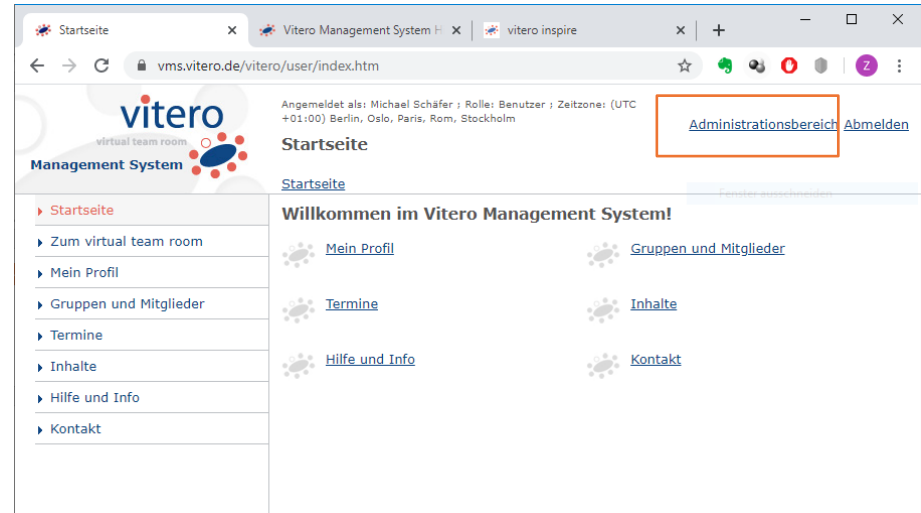 Startseite
Vitero Management System H
vitero inspire
vms.vitero.de/vitero/user/index.htm
Z
vitero
virtual team room
Management System
Angemeldet als: Michael Schäfer ; Rolle: Benutzer ; Zeitzone: (UTC
+01:00) Berlin, Oslo, Paris, Rom, Stockholm
Administrationsbereich Abmelden
Startseite
Startseite
Fenster ausschneiden
Startseite
Zum virtual team room
Mein Profil
Gruppen und Mitglieder
Termine
Inhalte
Hilfe und Info
Kontakt
Willkommen im Vitero Management System!
Mein Profil
Gruppen und Mitglieder
Termine
Inhalte
Hilfe und Info
Kontakt